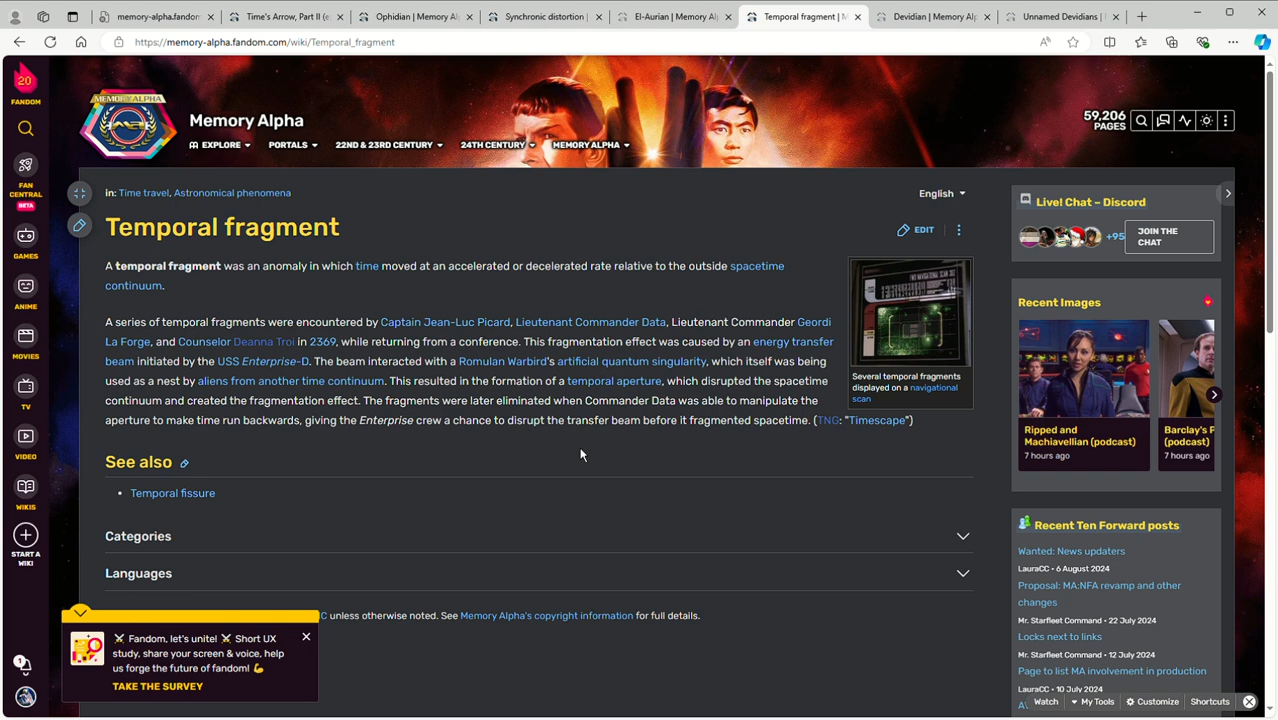 memory-alpha.fandom
Time's Arrow, Part II (e
Ophidian | Memory Al
Synchronic distortion |
El-Aurian | Memory Al
Temporal fragment | M
Devidian | Memory Alp
Unnamed Devidians |
https://memory-alpha.fandom.com/wiki/Temporal_fragment
20
FANDOM
FAN CENTRAL
BETA
GAMES
ANIME
MOVIES
TV
VIDEO
WIKIS
START A WIKI
1
MEMORY ALPHA
Memory Alpha
EXPLORE
PORTALS
22ND & 23RD CENTURY
24TH CENTURY
MEMORY ALPHA
59,206
PAGES
in: Time travel, Astronomical phenomena
English
Temporal fragment
EDIT
A temporal fragment was an anomaly in which time moved at an accelerated or decelerated rate relative to the outside spacetime
continuum.
A series of temporal fragments were encountered by Captain Jean-Luc Picard, Lieutenant Commander Data, Lieutenant Commander Geordi
La Forge, and Counselor Deanna Troi in 2369, while returning from a conference. This fragmentation effect was caused by an energy transfer
beam initiated by the USS Enterprise-D. The beam interacted with a Romulan Warbird's artificial quantum singularity, which itself was being
used as a nest by aliens from another time continuum. This resulted in the formation of a temporal aperture, which disrupted the spacetime
continuum and created the fragmentation effect. The fragments were later eliminated when Commander Data was able to manipulate the
aperture to make time run backwards, giving the Enterprise crew a chance to disrupt the transfer beam before it fragmented spacetime. (TNG: "Timescape")
Several temporal fragments
displayed on a navigational
scan
See also
• Temporal fissure
Categories
Languages
C unless otherwise noted. See Memory Alpha's copyright information for full details.
Fandom, let's unite! Short UX
study, share your screen & voice, help
us forge the future of fandom!
TAKE THE SURVEY
Live! Chat – Discord
+95
JOIN THE
CHAT
Recent Images
Ripped and
Machiavellian (podcast)
7 hours ago
Barclay's P
(podcast)
7 hours ago
Recent Ten Forward posts
Wanted: News updaters
LauraCC • 6 August 2024
Proposal: MA:NFA revamp and other
changes
Mr. Starfleet Command • 22 July 2024
Locks next to links
Mr. Starfleet Command • 12 July 2024
Page to list MA involvement in production
LauraCC • 10 July 2024
Watch
My Tools
Customize
Shortcuts